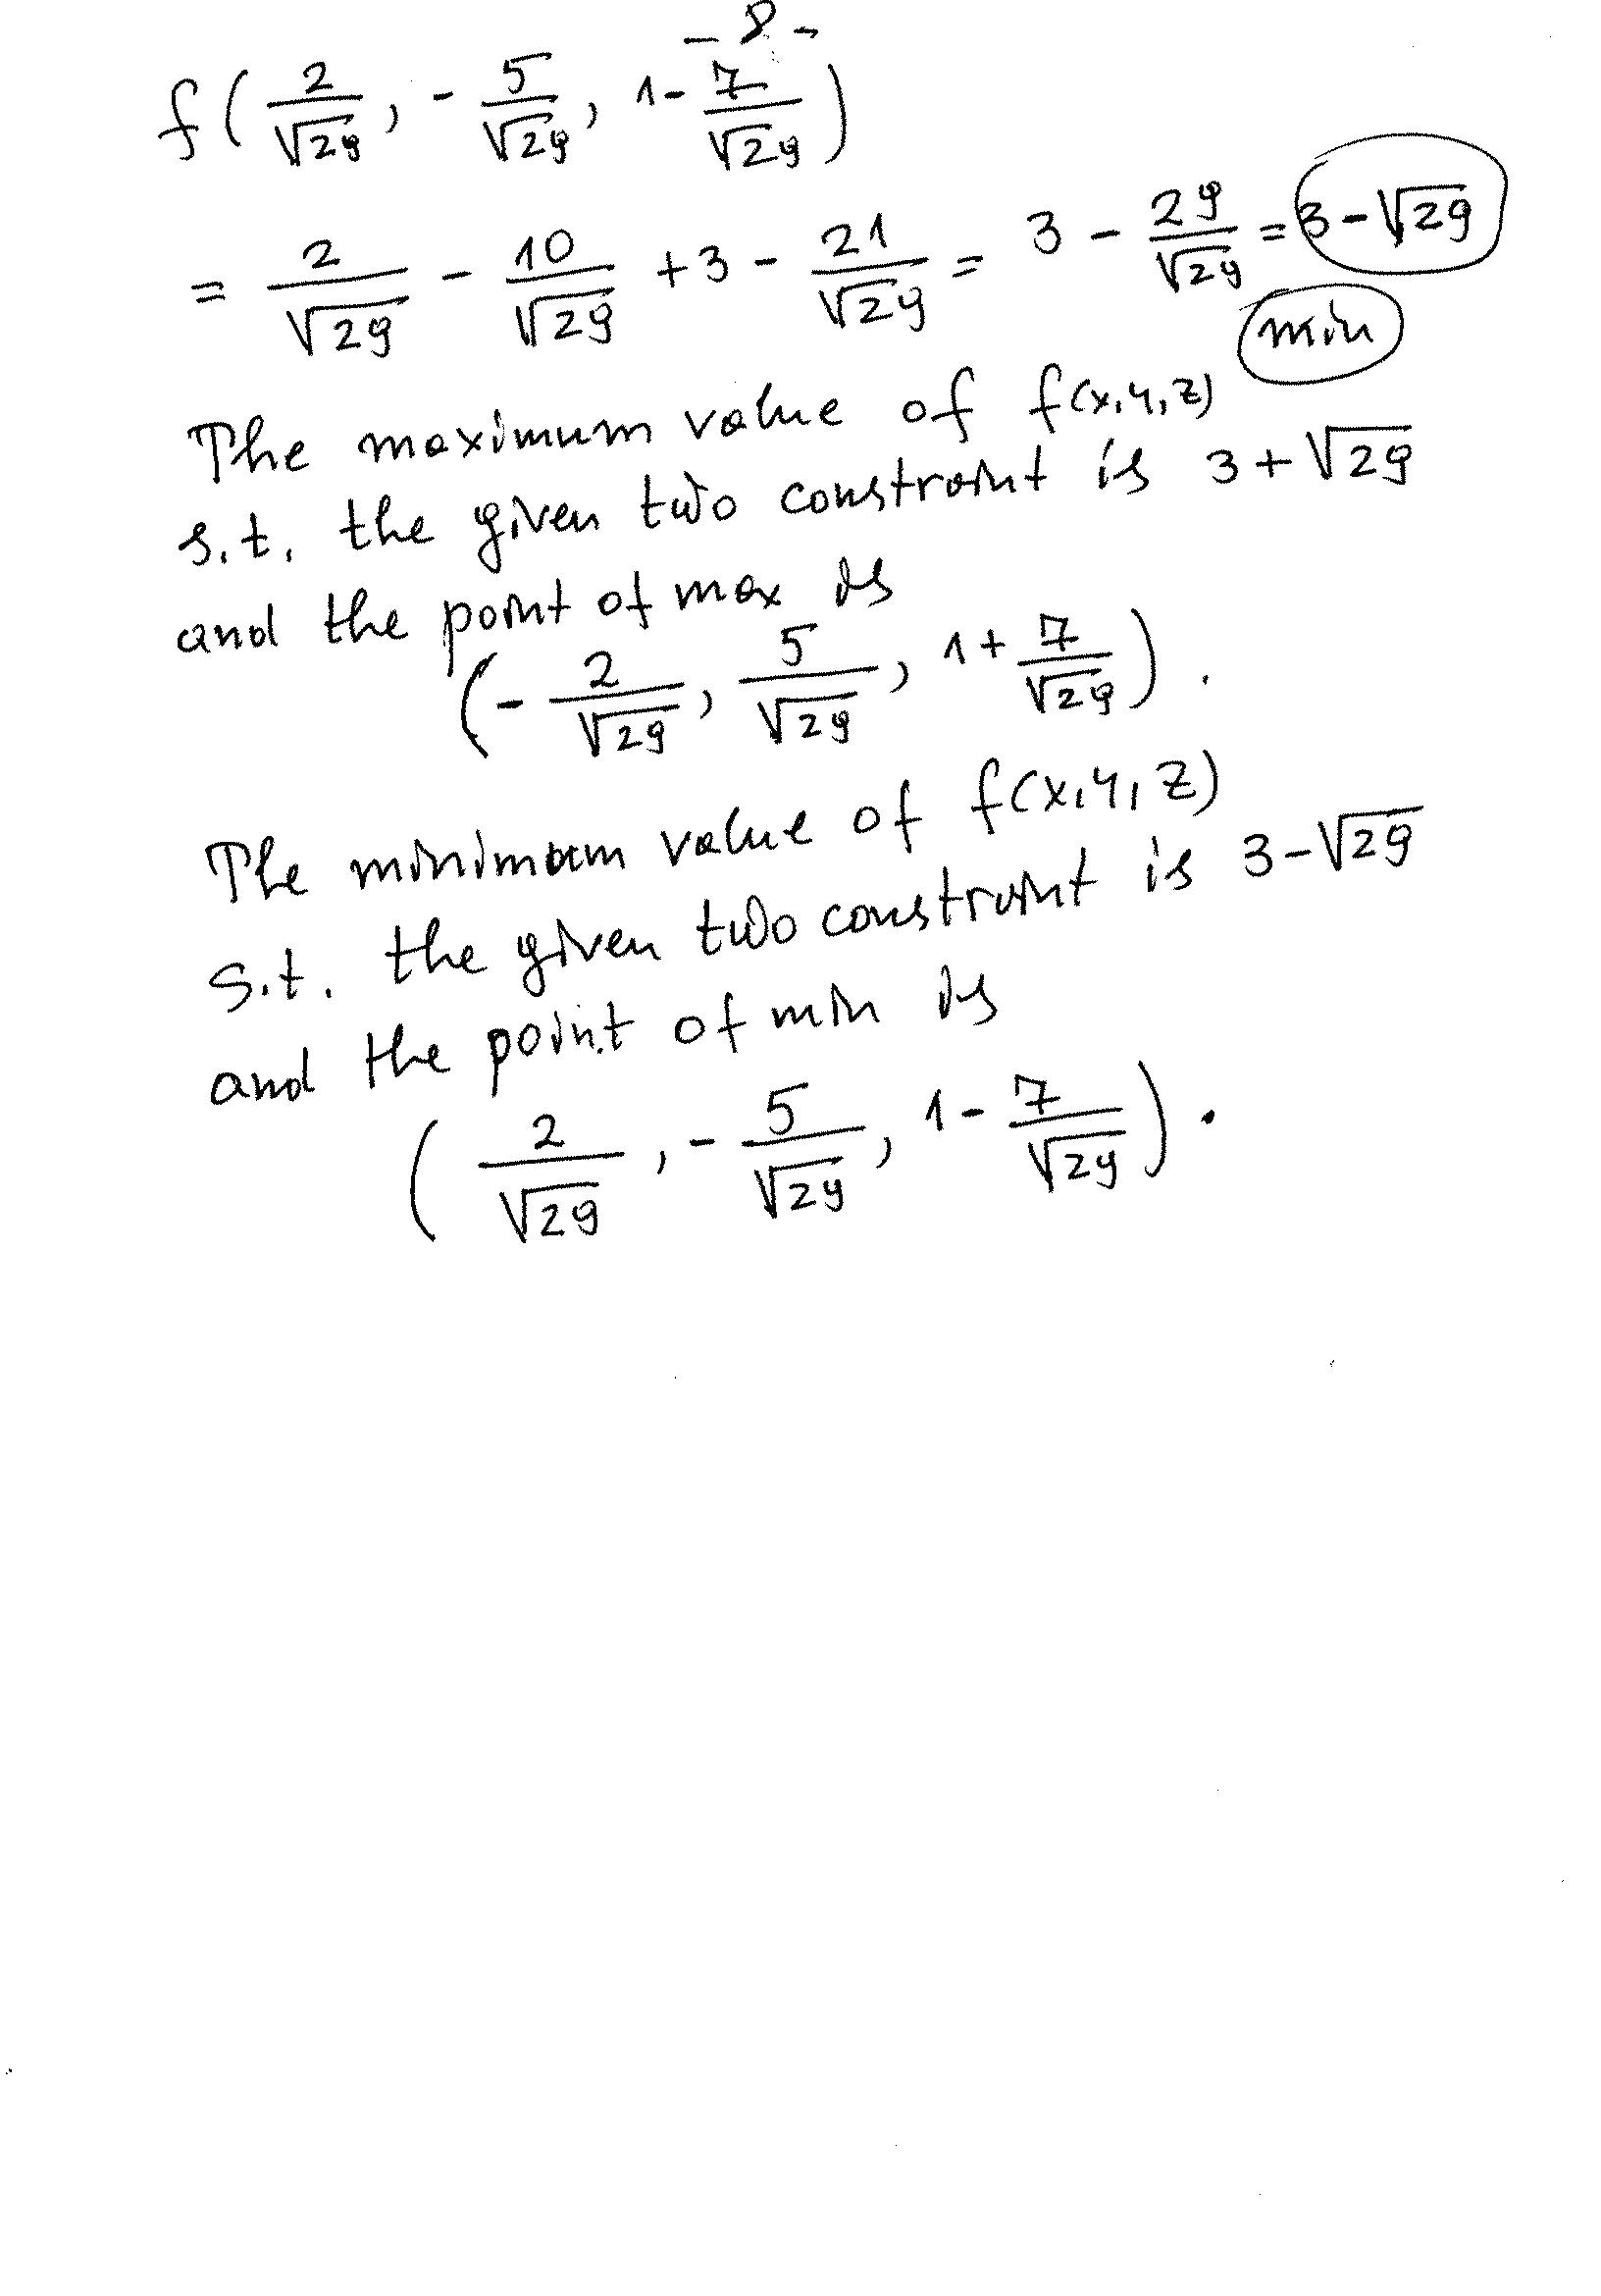 - 8 -
f(2/√29, -5/√29, 1-7/√29)
= 2/√29 - 10/√29 + 3 - 21/√29 = 3 - 29/√29 = 3-√29
min
The maximum value of f(x,y,z)
s.t. the given two constraint is 3+√29
and the point of max is
(-2/√29, 5/√29, 1+7/√29).
The minimum value of f(x,y,z)
s.t. the given two constraint is 3-√29
and the point of min is
(2/√29, -5/√29, 1-7/√29).